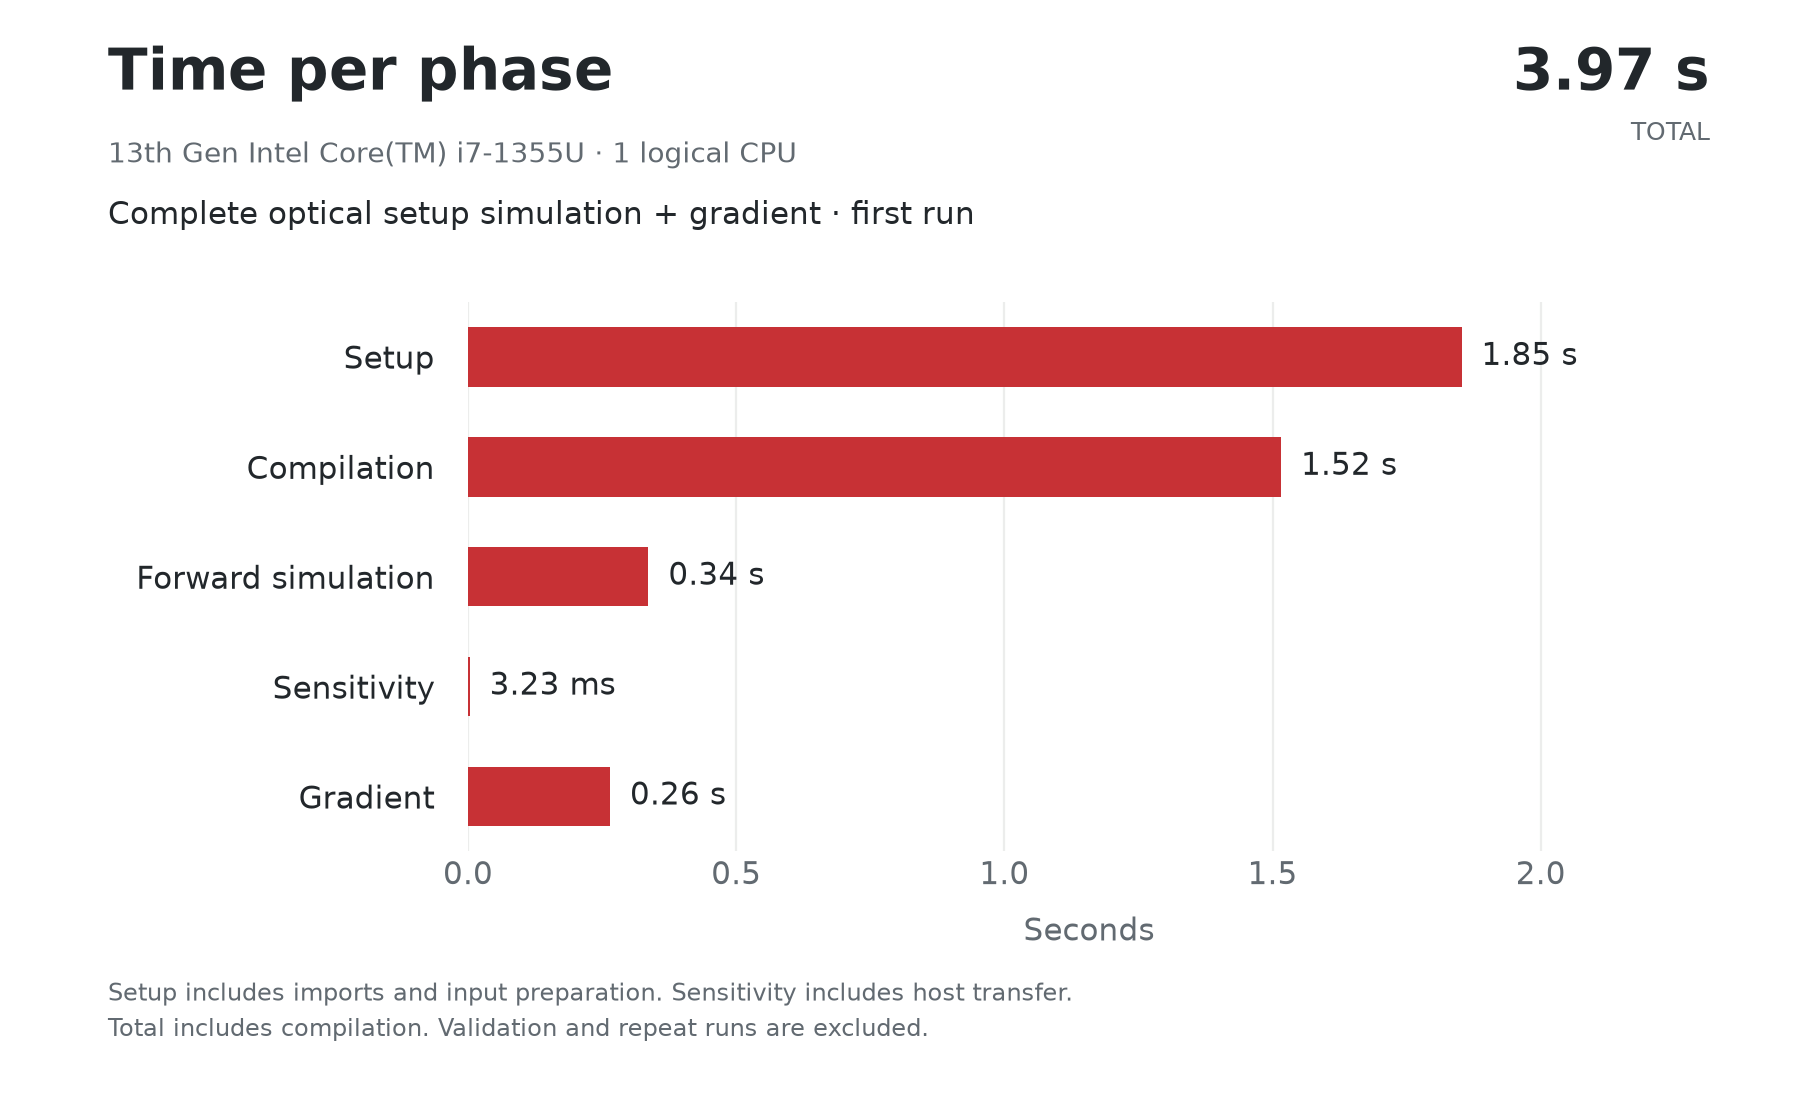 Time per phase
3.97 s
TOTAL
13th Gen Intel Core(TM) i7-1355U · 1 logical CPU
Complete optical setup simulation + gradient · first run
Setup
1.85 s
Compilation
1.52 s
Forward simulation
0.34 s
Sensitivity
3.23 ms
Gradient
0.26 s
0.0 0.5 1.0 1.5 2.0
Seconds
Setup includes imports and input preparation. Sensitivity includes host transfer.
Total includes compilation. Validation and repeat runs are excluded.